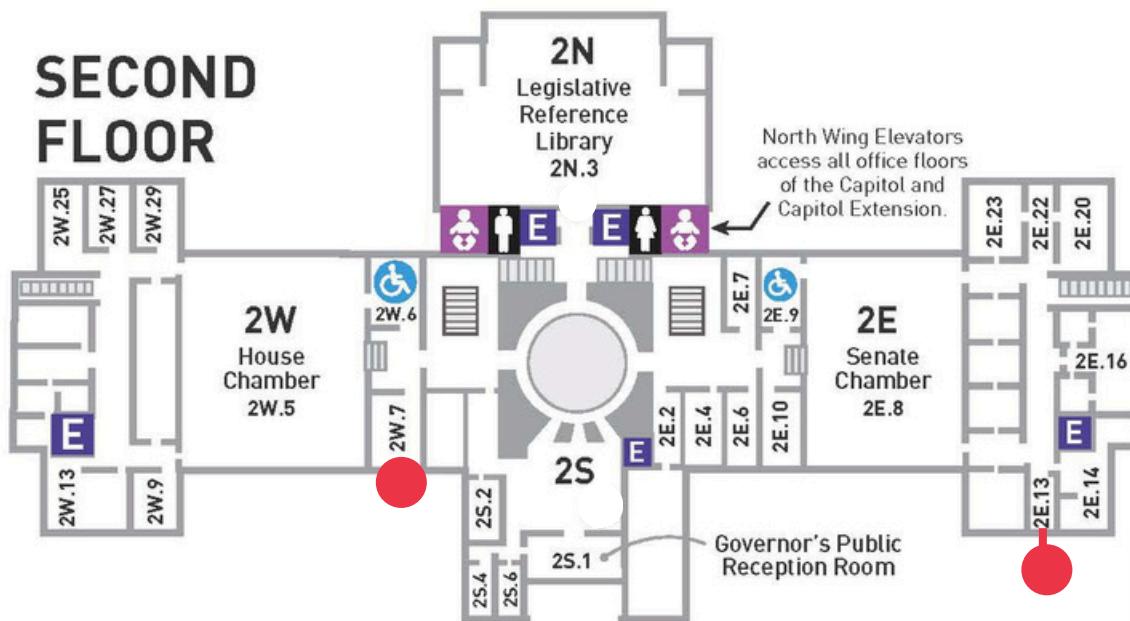 SECOND
FLOOR
2N
Legislative
Reference
Library
2N.3
North Wing Elevators
access all office floors
of the Capitol and
Capitol Extension.
2W.25
2W.27
2W.29
E
E
2E.23
2E.22
2E.20
2W
House
Chamber
2W.5
2W.6
2E.7
2E.9
2E
Senate
Chamber
2E.8
2E.16
E
2W.7
2E.2
2E.4
2E.6
2E.10
E
E
2W.13
2W.9
2S
2S.2
2E.13
2E.14
2S.1
2S.4
2S.6
Governor's Public
Reception Room